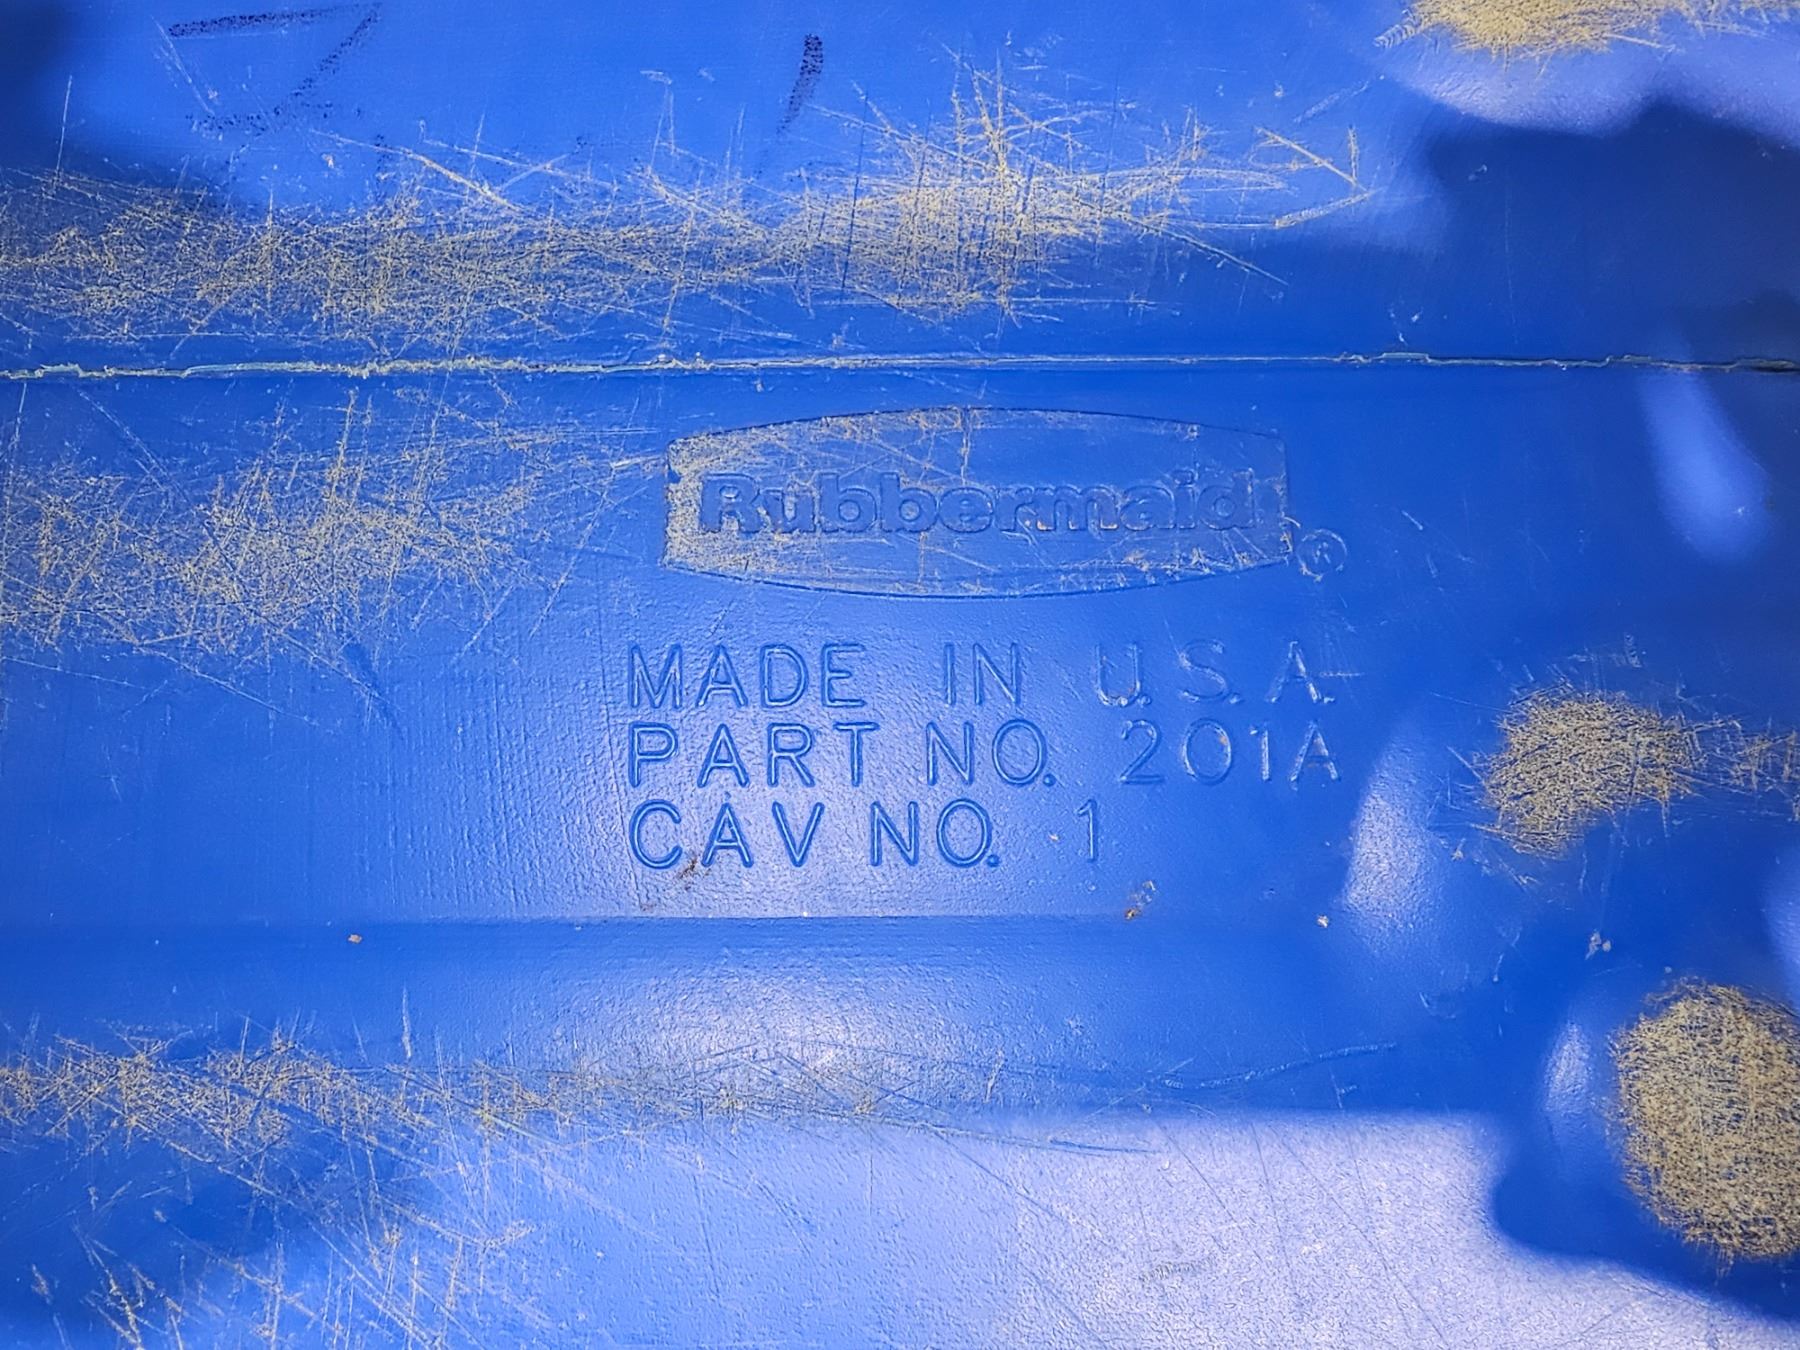 Rubbermaid ®
MADE IN U.S.A.
PART NO. 201A
CAV NO. 1